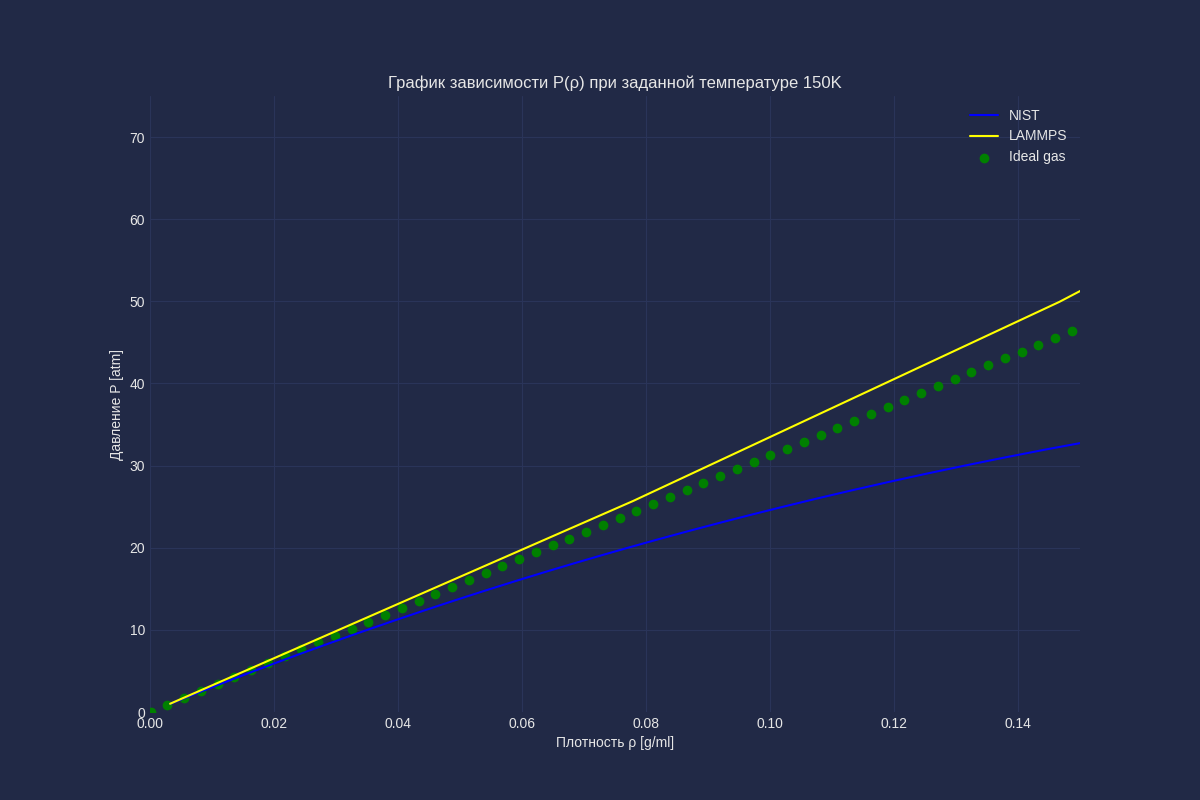 График зависимости P(ρ) при заданной температуре 150K
NIST
LAMMPS
Ideal gas
Давление P [atm]
70
60
50
40
30
20
10
0
0.00 0.02 0.04 0.06 0.08 0.10 0.12 0.14
Плотность ρ [g/ml]